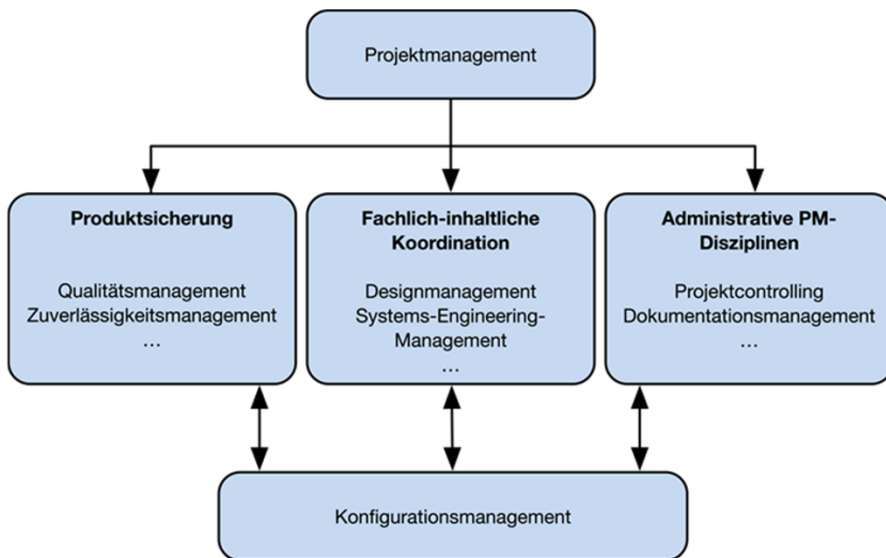 Projektmanagement
Produktsicherung
Qualitätsmanagement
Zuverlässigkeitsmanagement
…
Fachlich-inhaltliche
Koordination
Designmanagement
Systems-Engineering-
Management
…
Administrative PM-
Disziplinen
Projektcontrolling
Dokumentationsmanagement
…
Konfigurationsmanagement